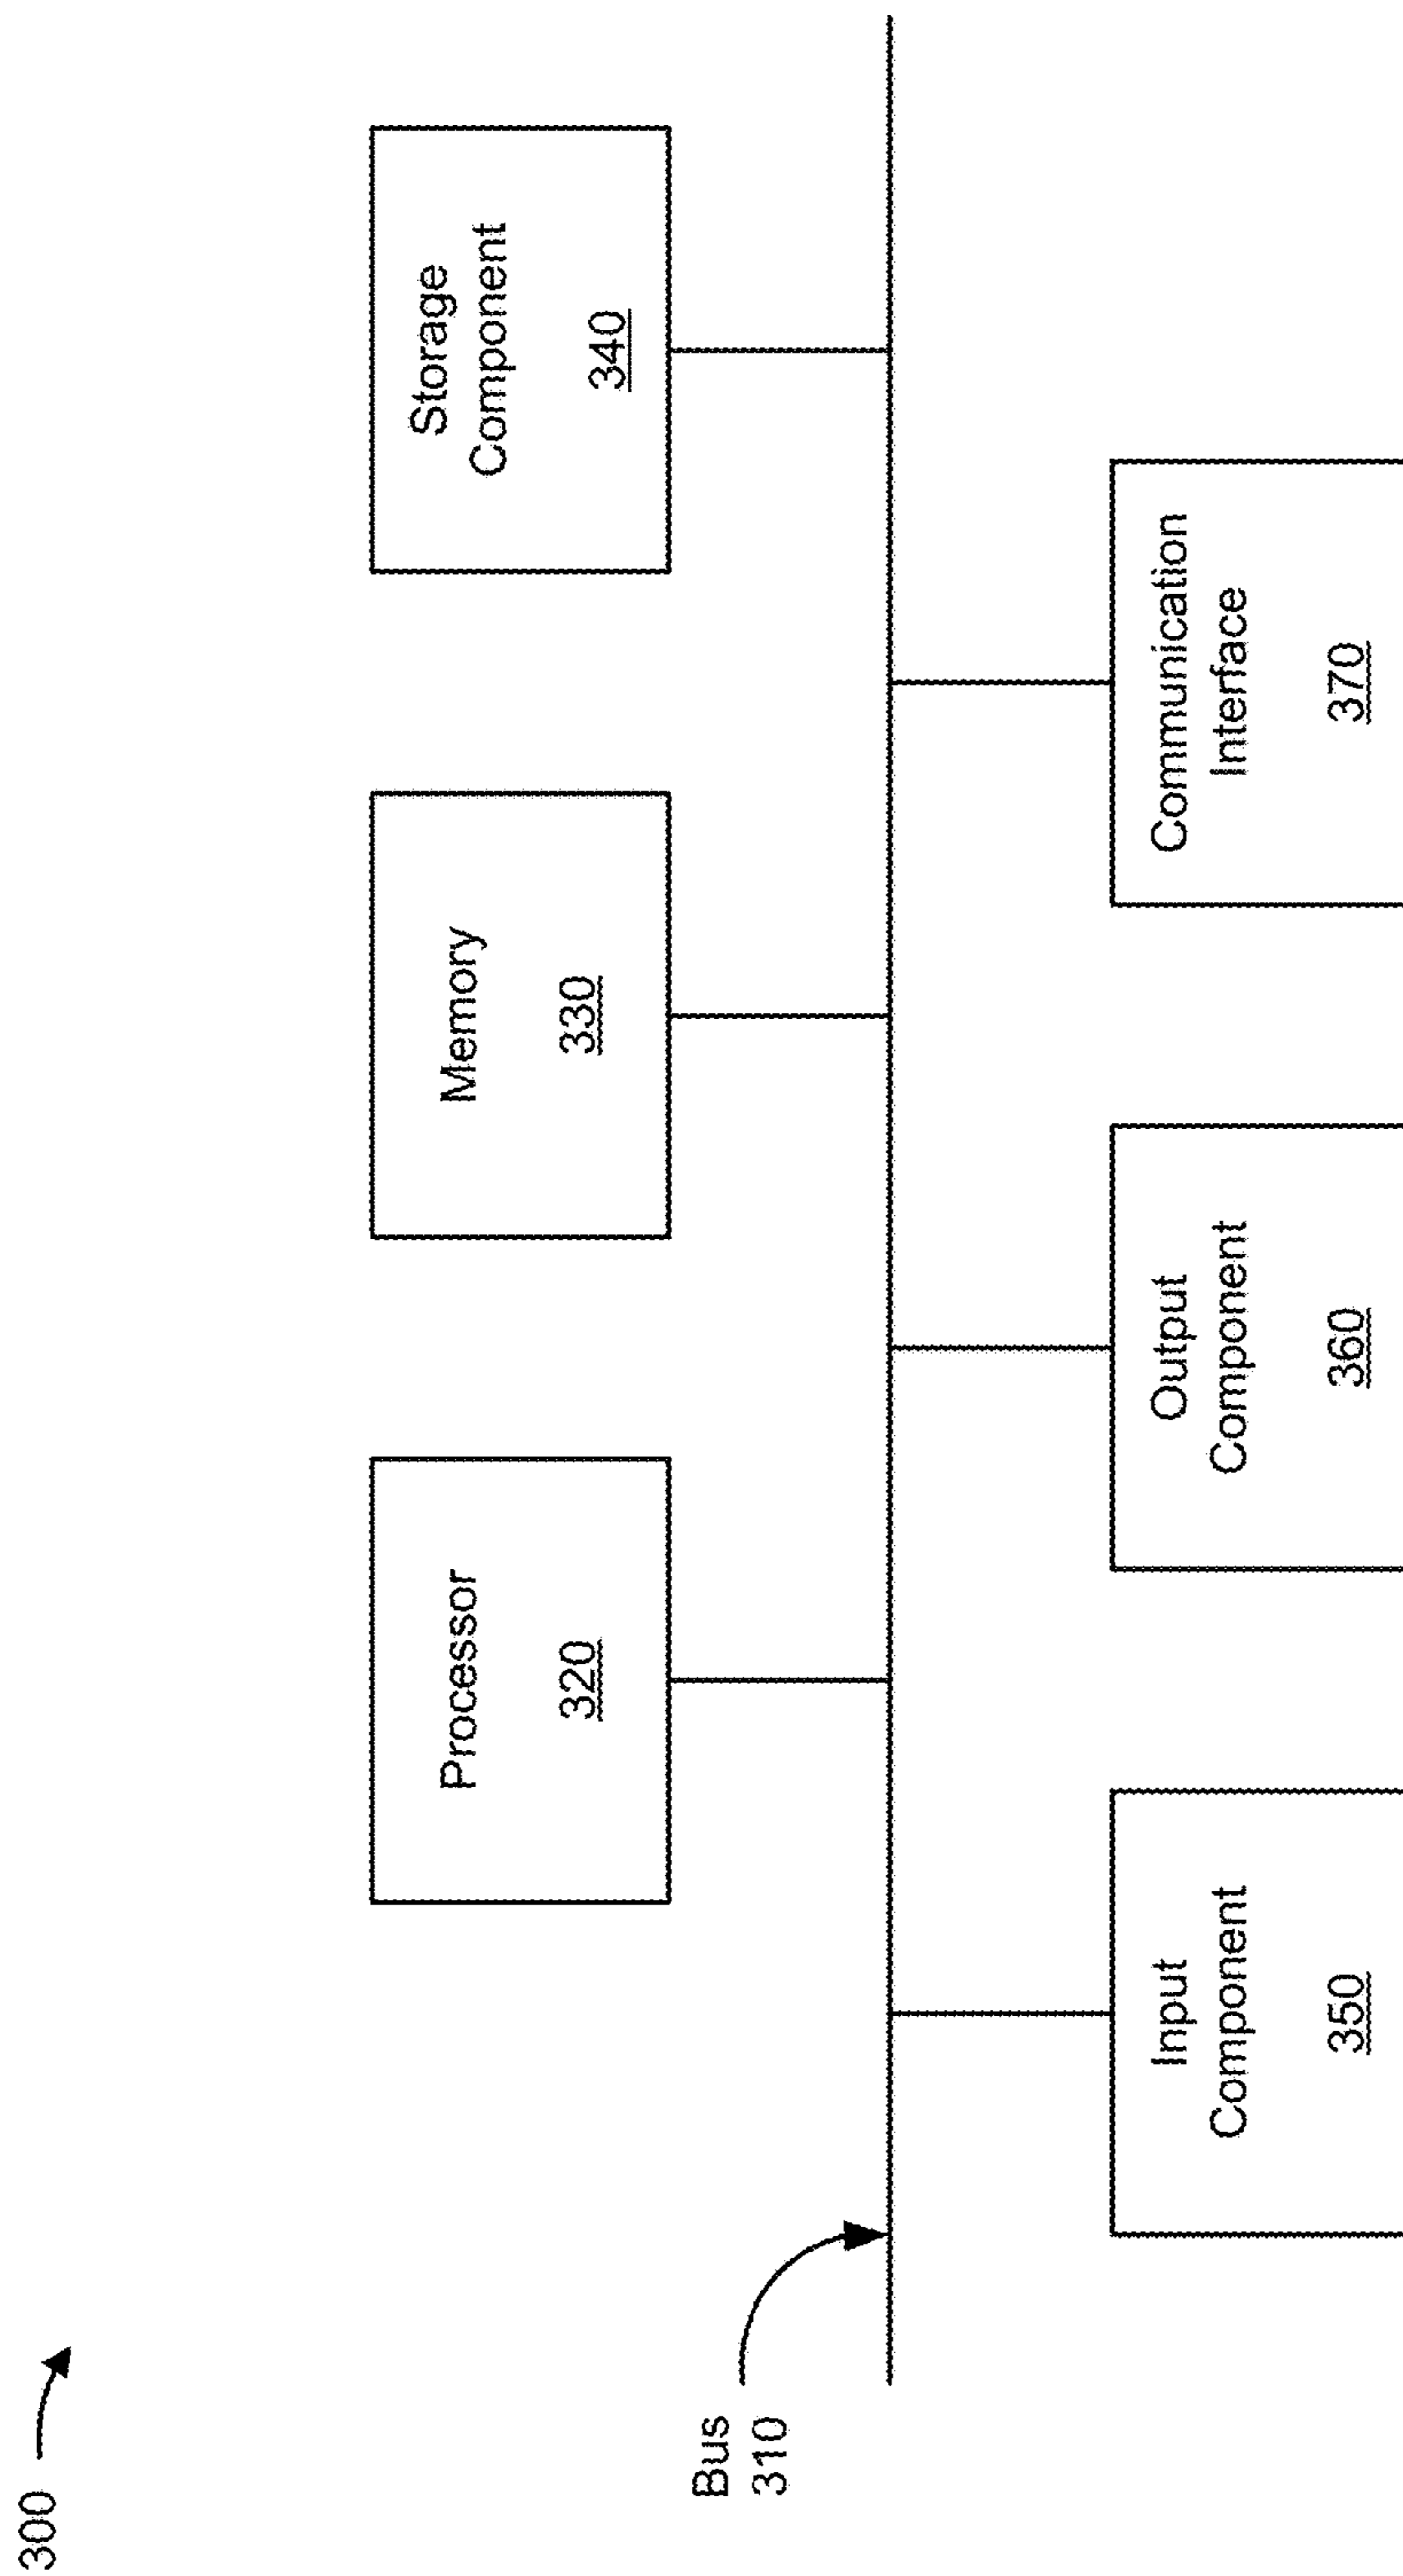 300
Processor
320
Memory
330
Storage
Component
340
Bus
310
Input
Component
350
Output
Component
360
Communication
Interface
370